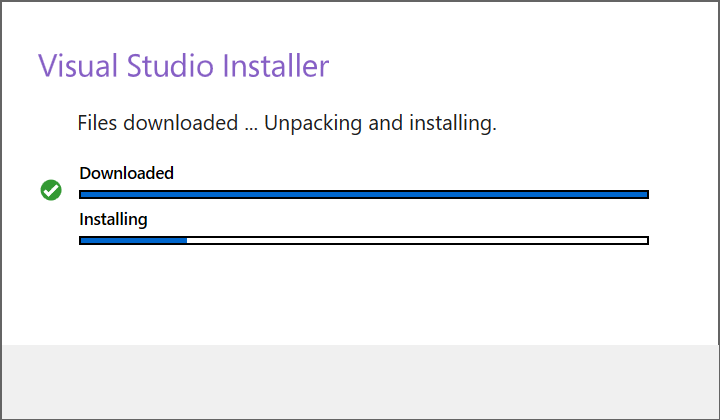 Visual Studio Installer
Files downloaded ... Unpacking and installing.
Downloaded
Installing